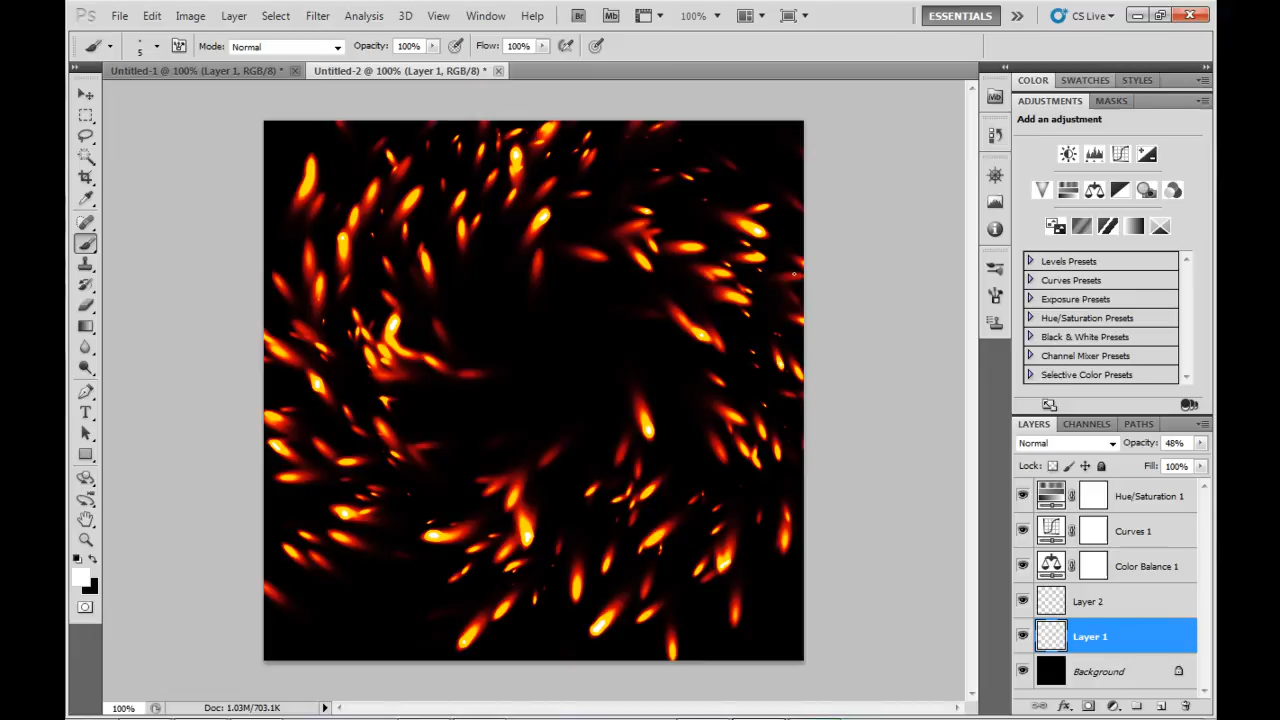 Ps File Edit Image Layer Select Filter Analysis 3D View Window Help Br Mb 100% ESSENTIALS CS Live
5 Mode: Normal Opacity: 100% Flow: 100%
Untitled-1 @ 100% (Layer 1, RGB/8) * Untitled-2 @ 100% (Layer 1, RGB/8) *
COLOR SWATCHES STYLES
Mb
ADJUSTMENTS MASKS
Add an adjustment
Levels Presets
Curves Presets
Exposure Presets
Hue/Saturation Presets
Black & White Presets
Channel Mixer Presets
Selective Color Presets
LAYERS CHANNELS PATHS
Normal Opacity: 48%
Lock: Fill: 100%
Hue/Saturation 1
Curves 1
Color Balance 1
Layer 2
Layer 1
Background
100% Doc: 1.03M/703.1K